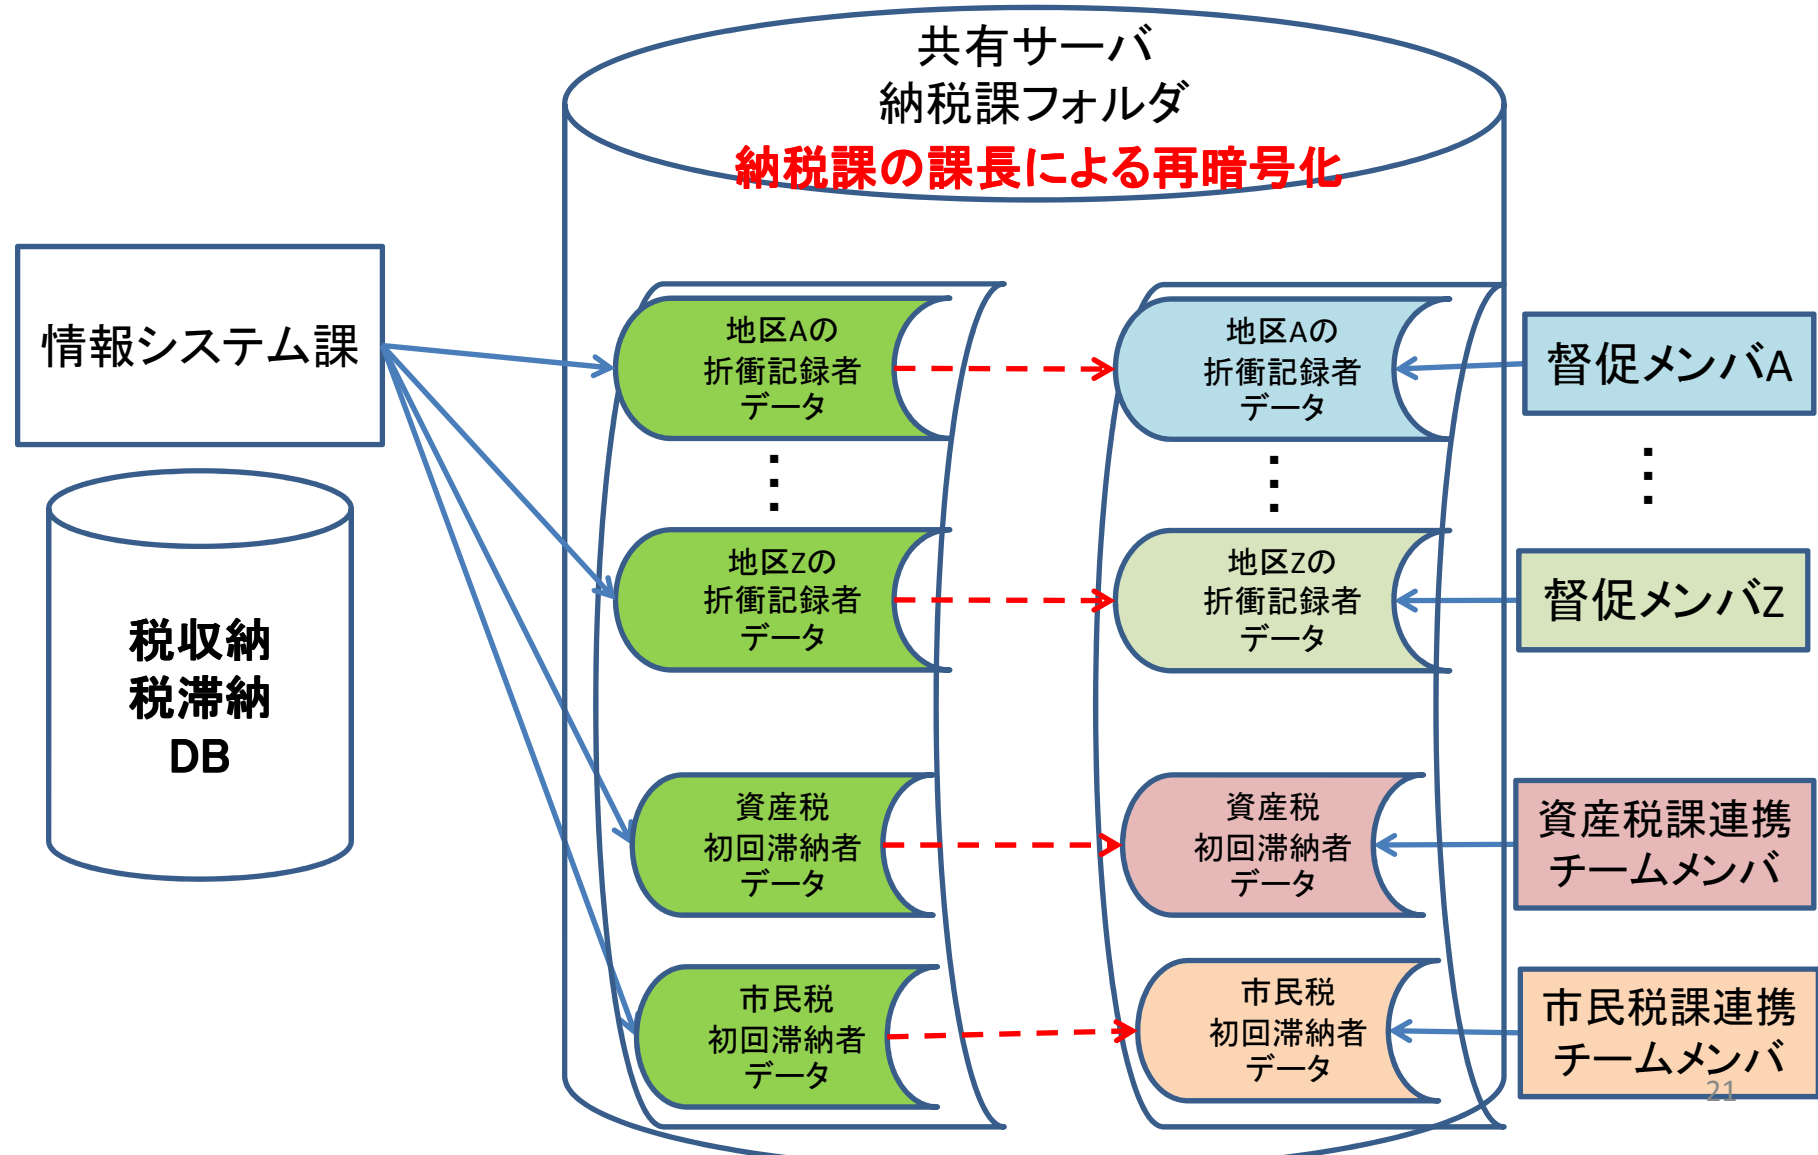 共有サーバ
納税課フォルダ
納税課の課長による再暗号化
情報システム課
税収納
税滞納
DB
地区Aの
折衝記録者
データ
⋮
地区Zの
折衝記録者
データ
資産税
初回滞納者
データ
市民税
初回滞納者
データ
地区Aの
折衝記録者
データ
⋮
地区Zの
折衝記録者
データ
資産税
初回滞納者
データ
市民税
初回滞納者
データ
督促メンバA
⋮
督促メンバZ
資産税課連携
チームメンバ
市民税課連携
チームメンバ
21